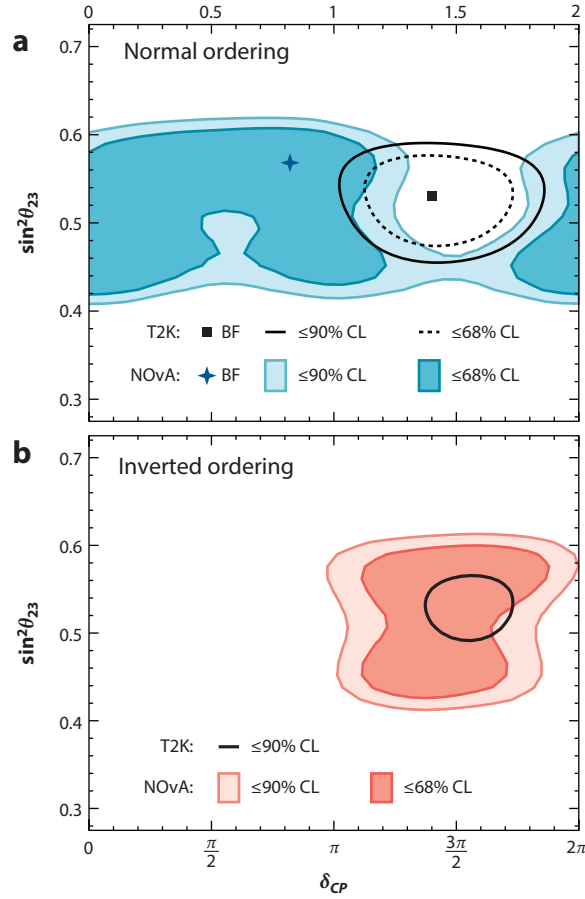 0 0.5 1 1.5 2
a Normal ordering
0.7
0.6
0.5
0.4
0.3
sin²θ₂₃
T2K: BF ≤90% CL ≤68% CL
NOvA: BF ≤90% CL ≤68% CL
b Inverted ordering
0.7
0.6
0.5
0.4
0.3
sin²θ₂₃
T2K: ≤90% CL
NOvA: ≤90% CL ≤68% CL
0 π/2 π 3π/2 2π
δCP